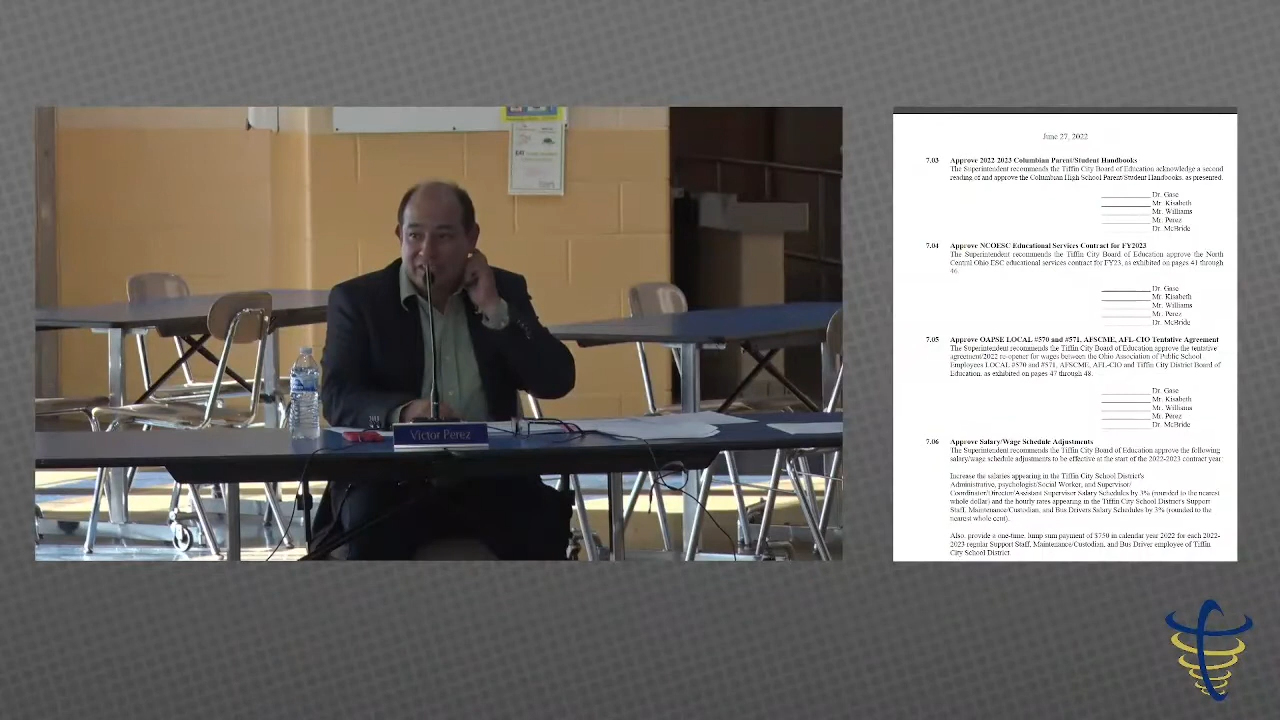 Victor Perez
June 27, 2022
7.03 Approve 2022-2023 Columbian Parent/Student Handbooks
The Superintendent recommends the Tiffin City Board of Education acknowledge a second
reading of and approve the Columbian High School Parent/Student Handbooks, as presented.
Dr. Gase
Mr. Kisabeth
Mr. Williams
Mr. Perez
Dr. McBride
7.04 Approve NCOESC Educational Services Contract for FY2023
The Superintendent recommends the Tiffin City Board of Education approve the North
Central Ohio ESC educational services contract for FY23, as exhibited on pages 41 through
46.
Dr. Gase
Mr. Kisabeth
Mr. Williams
Mr. Perez
Dr. McBride
7.05 Approve OAPSE LOCAL #570 and #571, AFSCME, AFL-CIO Tentative Agreement
The Superintendent recommends the Tiffin City Board of Education approve the tentative
agreement/2022 re-opener for wages between the Ohio Association of Public School
Employees LOCAL #570 and #571, AFSCME, AFL-CIO and Tiffin City District Board of
Education, as exhibited on pages 47 through 48.
Dr. Gase
Mr. Kisabeth
Mr. Williams
Mr. Perez
Dr. McBride
7.06 Approve Salary/Wage Schedule Adjustments
The Superintendent recommends the Tiffin City Board of Education approve the following
salary/wage schedule adjustments to be effective at the start of the 2022-2023 contract year:
Increase the salaries appearing in the Tiffin City School District's
Administrative, psychologist/Social Worker, and Supervisor/
Coordinator/Director/Assistant Supervisor Salary Schedules by 3% (rounded to the nearest
whole dollar) and the hourly rates appearing in the Tiffin City School District's Support
Staff, Maintenance/Custodian, and Bus Drivers Salary Schedules by 3% (rounded to the
nearest whole cent).
Also, provide a one-time, lump sum payment of $750 in calendar year 2022 for each 2022-
2023 regular Support Staff, Maintenance/Custodian, and Bus Driver employee of Tiffin
City School District.